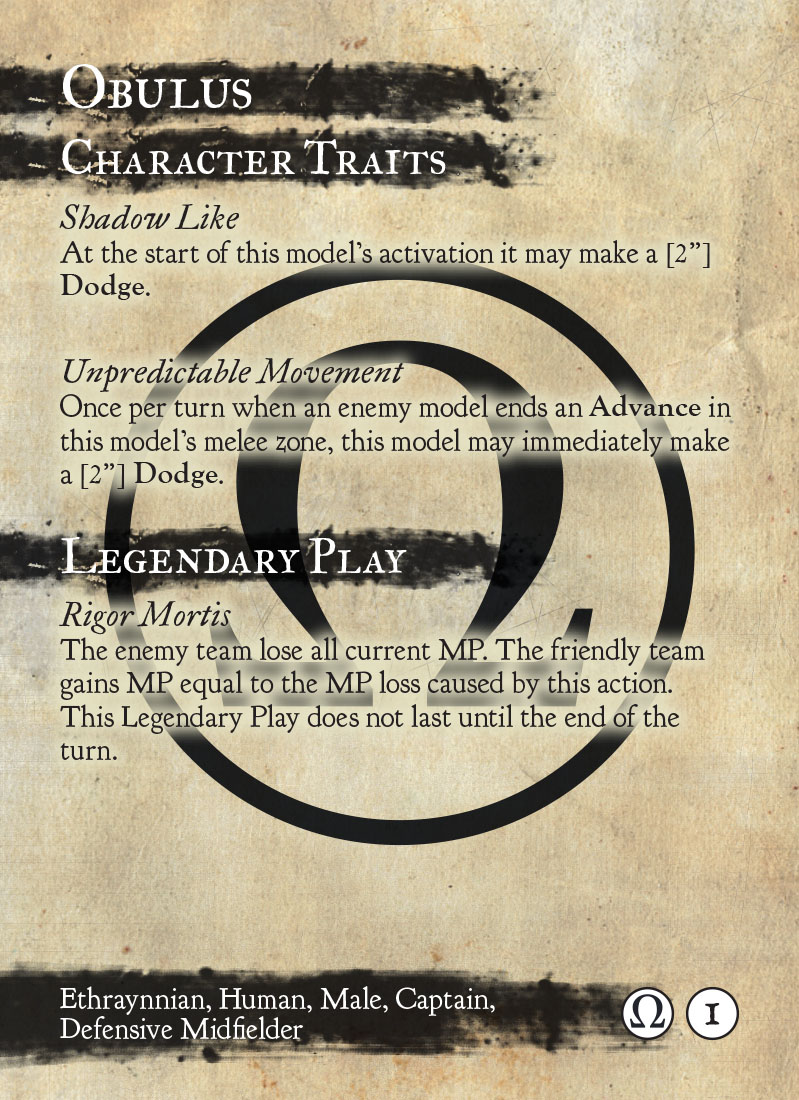 Obulus
Character Traits
Shadow Like
At the start of this model's activation it may make a [2”]
Dodge.
Unpredictable Movement
Once per turn when an enemy model ends an Advance in
this model's melee zone, this model may immediately make
a [2”] Dodge.
Legendary Play
Rigor Mortis
The enemy team lose all current MP. The friendly team
gains MP equal to the MP loss caused by this action.
This Legendary Play does not last until the end of the
turn.
Ethraynnian, Human, Male, Captain,
Defensive Midfielder
Ω 1